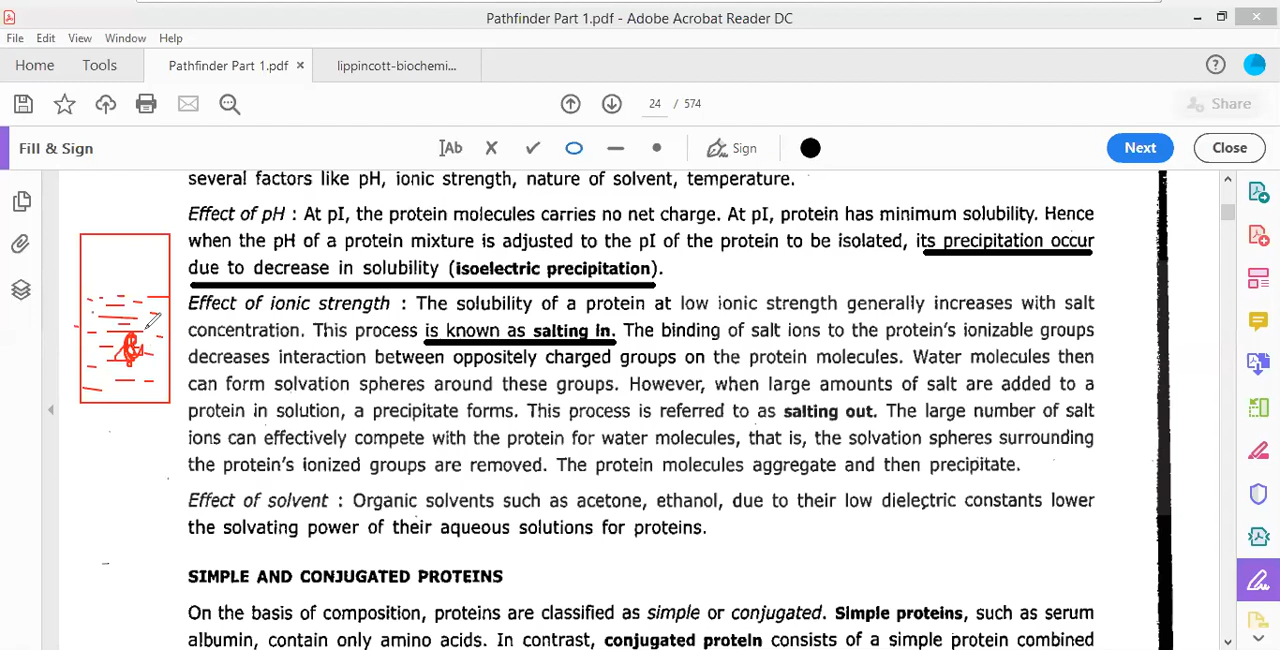 Pathfinder Part 1.pdf - Adobe Acrobat Reader DC
File Edit View Window Help
Home Tools Pathfinder Part 1.pdf × lippincott-biochemi...
24 / 574 Share
Fill & Sign Sign Next Close
several factors like pH, ionic strength, nature of solvent, temperature.
Effect of pH : At pI, the protein molecules carries no net charge. At pI, protein has minimum solubility. Hence
when the pH of a protein mixture is adjusted to the pI of the protein to be isolated, its precipitation occur
due to decrease in solubility (isoelectric precipitation).
Effect of ionic strength : The solubility of a protein at low ionic strength generally increases with salt
concentration. This process is known as salting in. The binding of salt ions to the protein's ionizable groups
decreases interaction between oppositely charged groups on the protein molecules. Water molecules then
can form solvation spheres around these groups. However, when large amounts of salt are added to a
protein in solution, a precipitate forms. This process is referred to as salting out. The large number of salt
ions can effectively compete with the protein for water molecules, that is, the solvation spheres surrounding
the protein's ionized groups are removed. The protein molecules aggregate and then precipitate.
Effect of solvent : Organic solvents such as acetone, ethanol, due to their low dielectric constants lower
the solvating power of their aqueous solutions for proteins.
SIMPLE AND CONJUGATED PROTEINS
On the basis of composition, proteins are classified as simple or conjugated. Simple proteins, such as serum
albumin, contain only amino acids. In contrast, conjugated protein consists of a simple protein combined